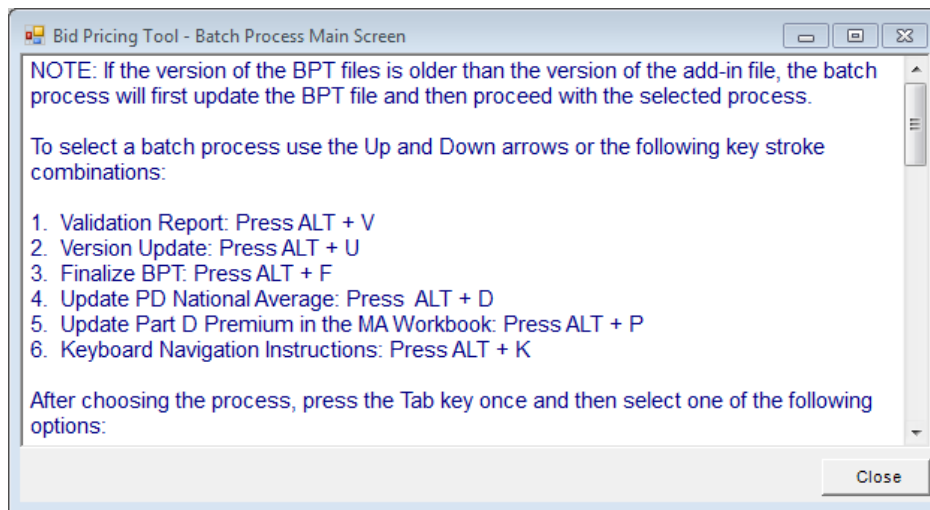 Bid Pricing Tool - Batch Process Main Screen
NOTE: If the version of the BPT files is older than the version of the add-in file, the batch
process will first update the BPT file and then proceed with the selected process.
To select a batch process use the Up and Down arrows or the following key stroke
combinations:
1. Validation Report: Press ALT + V
2. Version Update: Press ALT + U
3. Finalize BPT: Press ALT + F
4. Update PD National Average: Press ALT + D
5. Update Part D Premium in the MA Workbook: Press ALT + P
6. Keyboard Navigation Instructions: Press ALT + K
After choosing the process, press the Tab key once and then select one of the following
options:
Close